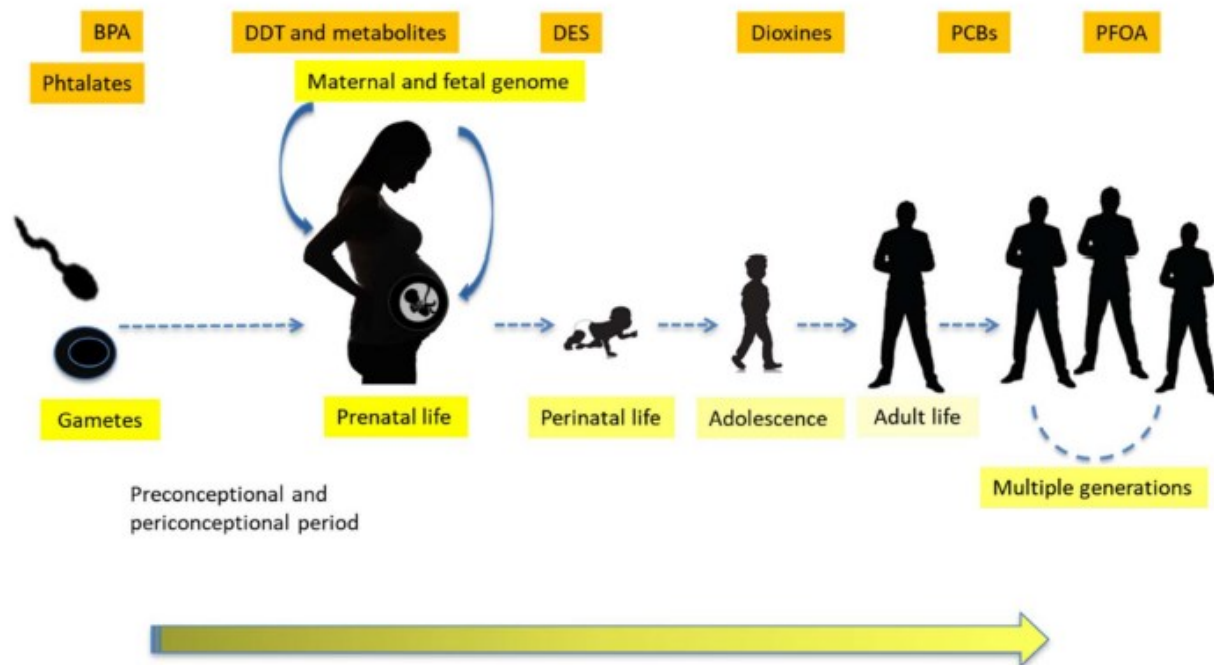 BPA
DDT and metabolites
DES
Dioxines
PCBs
PFOA
Phtalates
Maternal and fetal genome
Gametes
Prenatal life
Perinatal life
Adolescence
Adult life
Multiple generations
Preconceptional and
periconceptional period